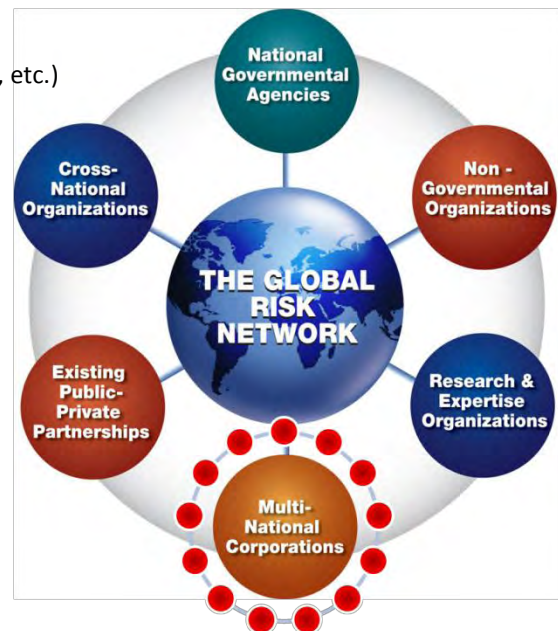 , etc.)
National
Governmental
Agencies
Cross-
National
Organizations
Non -
Governmental
Organizations
THE GLOBAL
RISK
NETWORK
Existing
Public-
Private
Partnerships
Research &
Expertise
Organizations
Multi-
National
Corporations